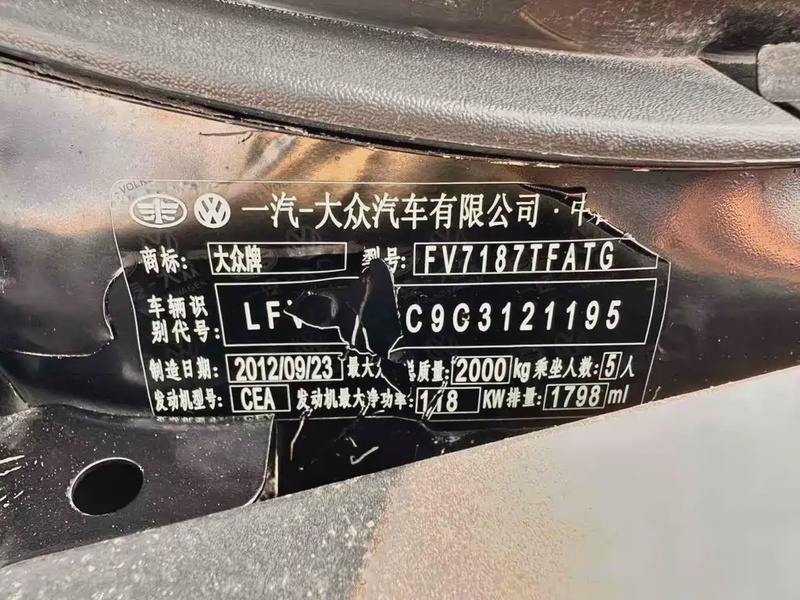 一汽-大众汽车有限公司·中
商标: 大众牌 型号: FV7187TFATG
车辆识别代号: LFV C9C3121195
制造日期: 2012/09/23 最大 总质量: 2000 kg 乘坐人数: 5 人
发动机型号: CEA 发动机最大净功率: 118 KW 排量: 1798 ml